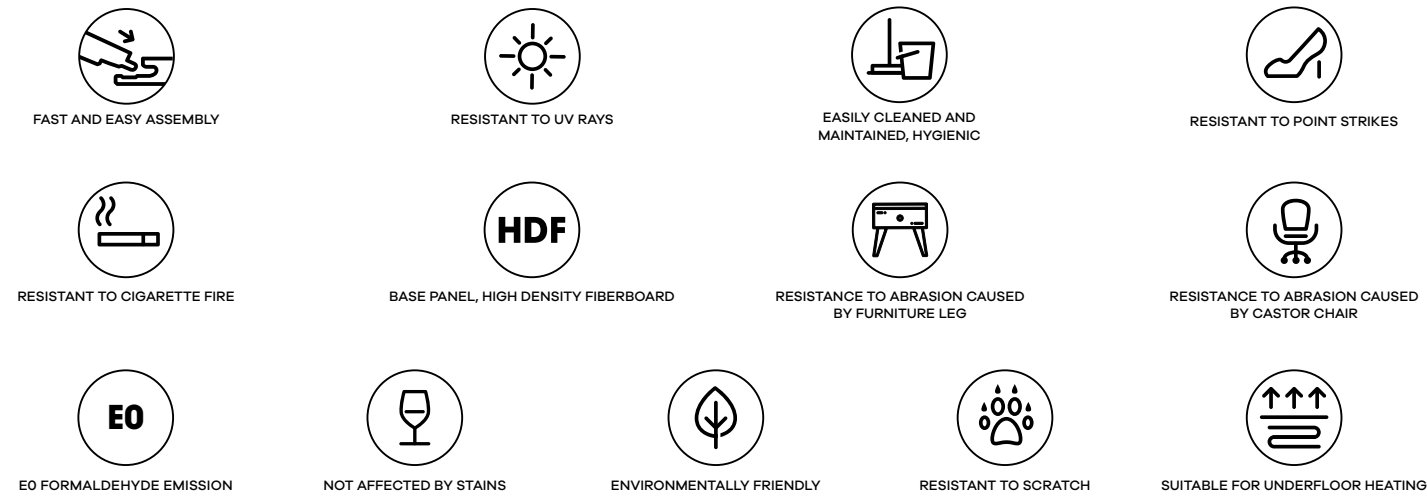 FAST AND EASY ASSEMBLY
RESISTANT TO UV RAYS
EASILY CLEANED AND
MAINTAINED, HYGIENIC
RESISTANT TO POINT STRIKES
RESISTANT TO CIGARETTE FIRE
HDF
BASE PANEL, HIGH DENSITY FIBERBOARD
RESISTANCE TO ABRASION CAUSED
BY FURNITURE LEG
RESISTANCE TO ABRASION CAUSED
BY CASTOR CHAIR
E0
E0 FORMALDEHYDE EMISSION
NOT AFFECTED BY STAINS
ENVIRONMENTALLY FRIENDLY
RESISTANT TO SCRATCH
SUITABLE FOR UNDERFLOOR HEATING